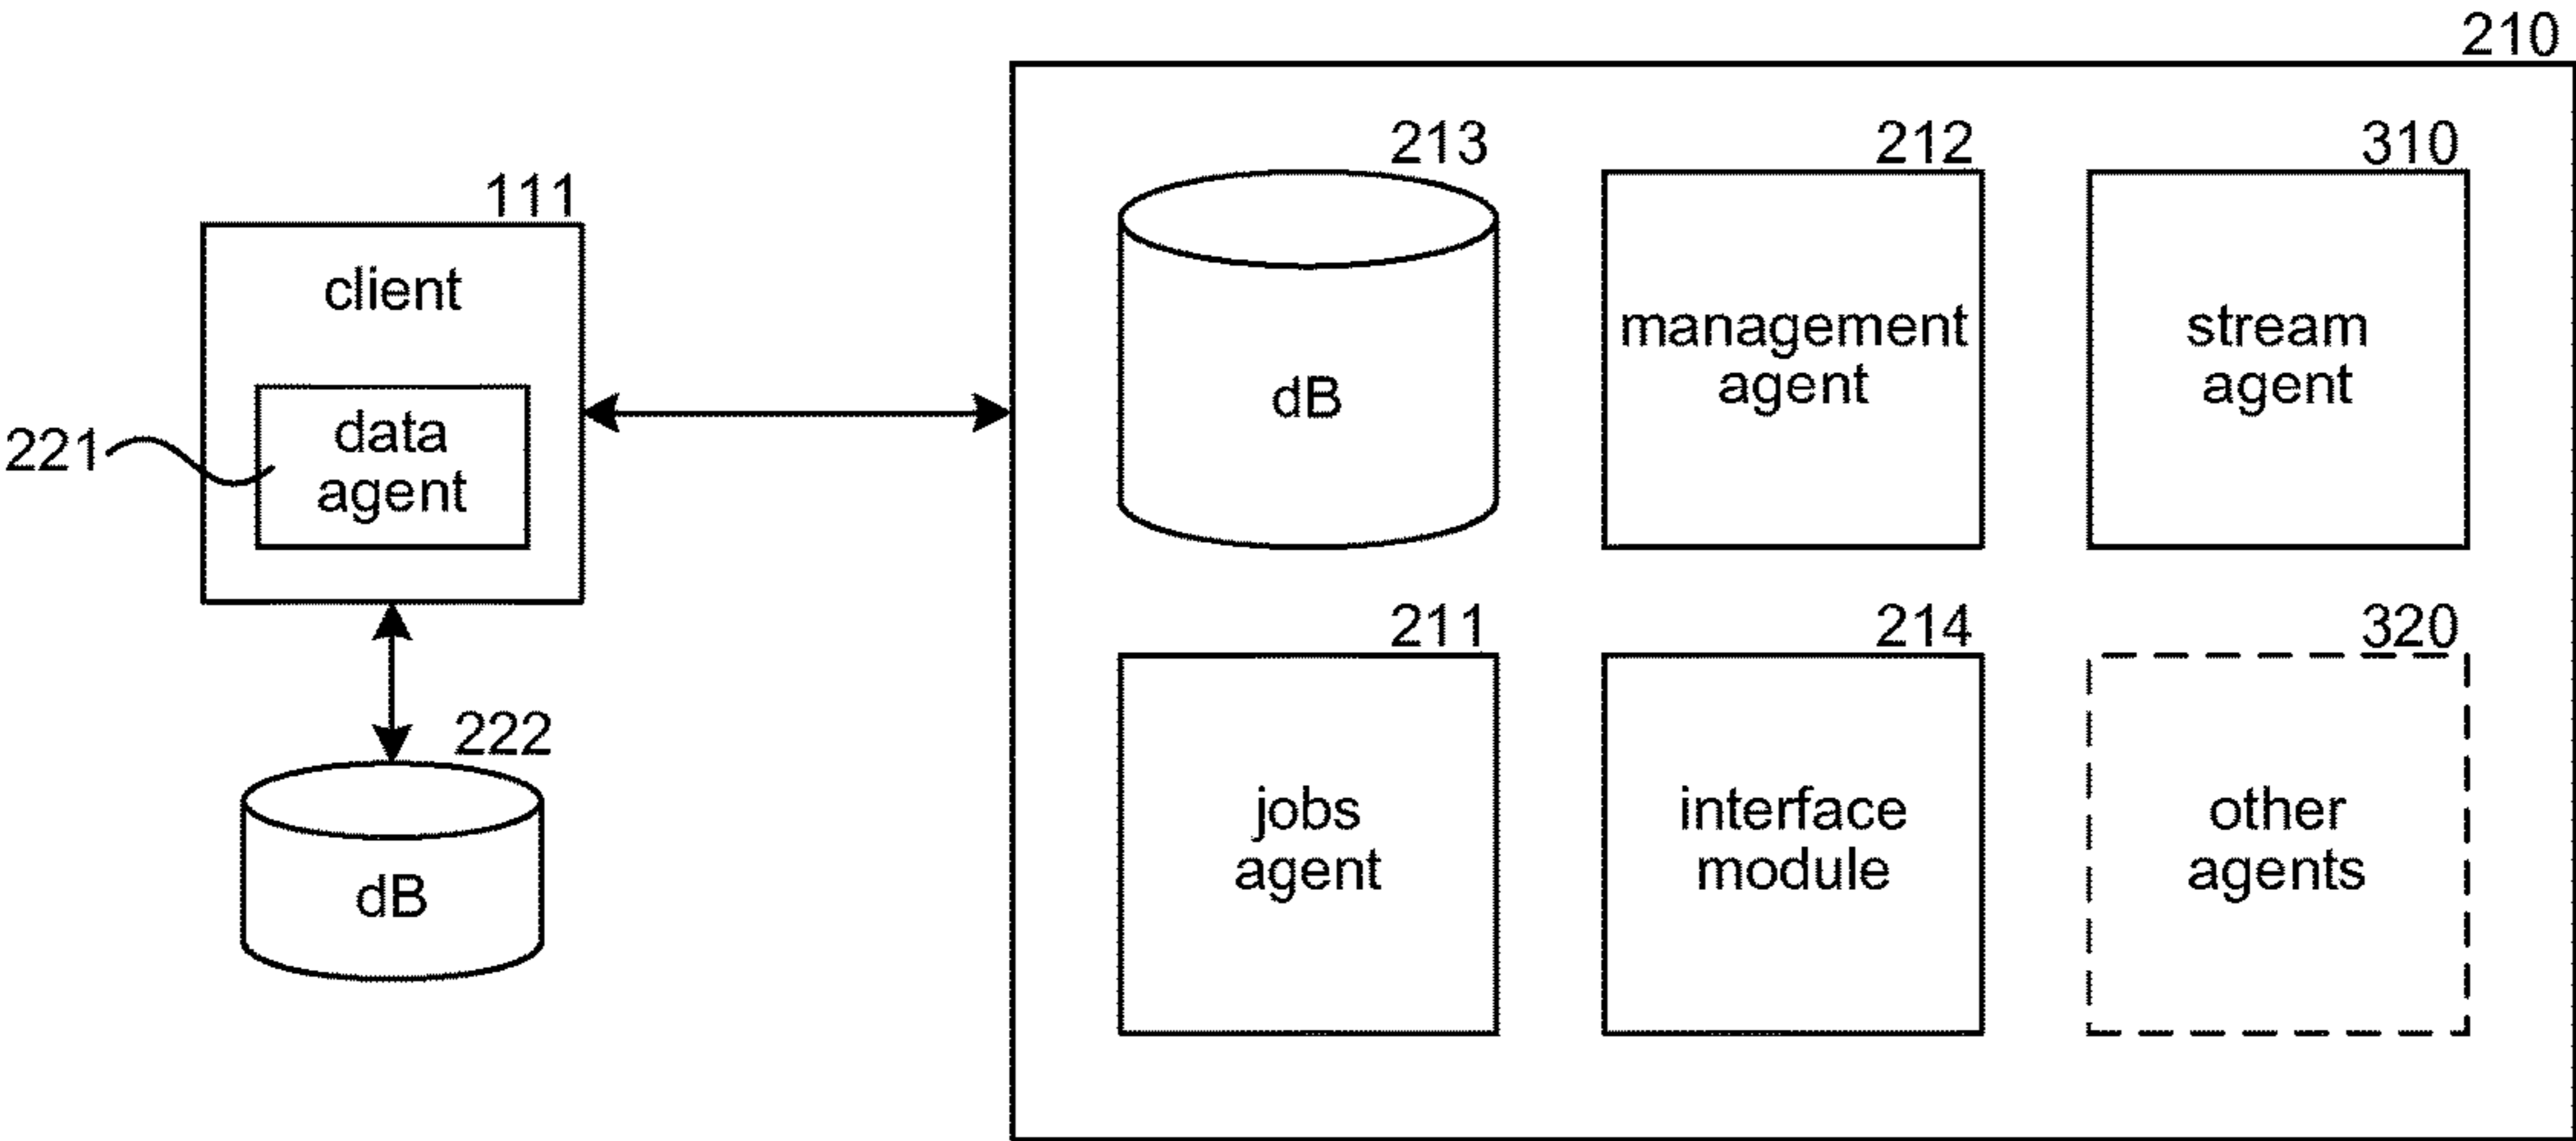 210
213
212
310
111
client
management
agent
stream
agent
dB
data
agent
221
211
214
320
222
jobs
agent
interface
module
other
agents
dB